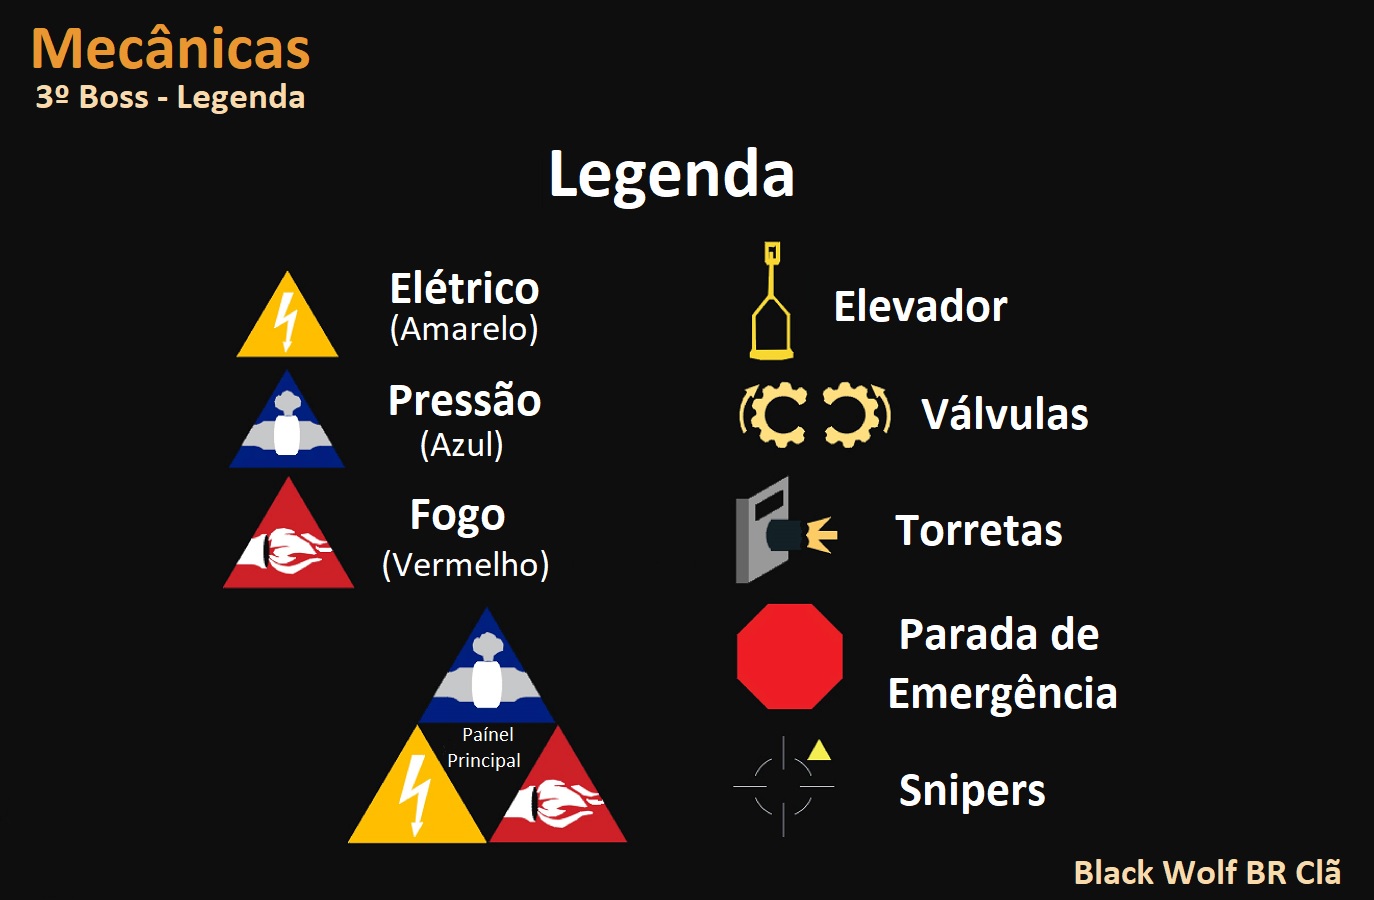 Mecânicas
3º Boss - Legenda
Legenda
Elétrico
(Amarelo)
Pressão
(Azul)
Fogo
(Vermelho)
Paínel
Principal
Elevador
Válvulas
Torretas
Parada de
Emergência
Snipers
Black Wolf BR Clã